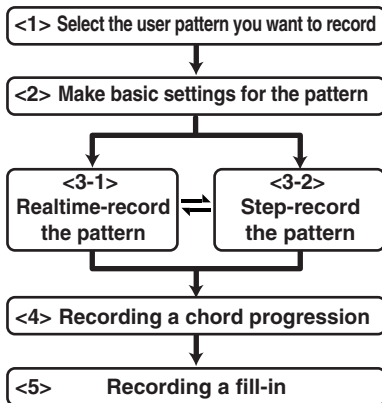 <1> Select the user pattern you want to record
<2> Make basic settings for the pattern
<3-1>
Realtime-record
the pattern
<3-2>
Step-record
the pattern
<4> Recording a chord progression
<5> Recording a fill-in